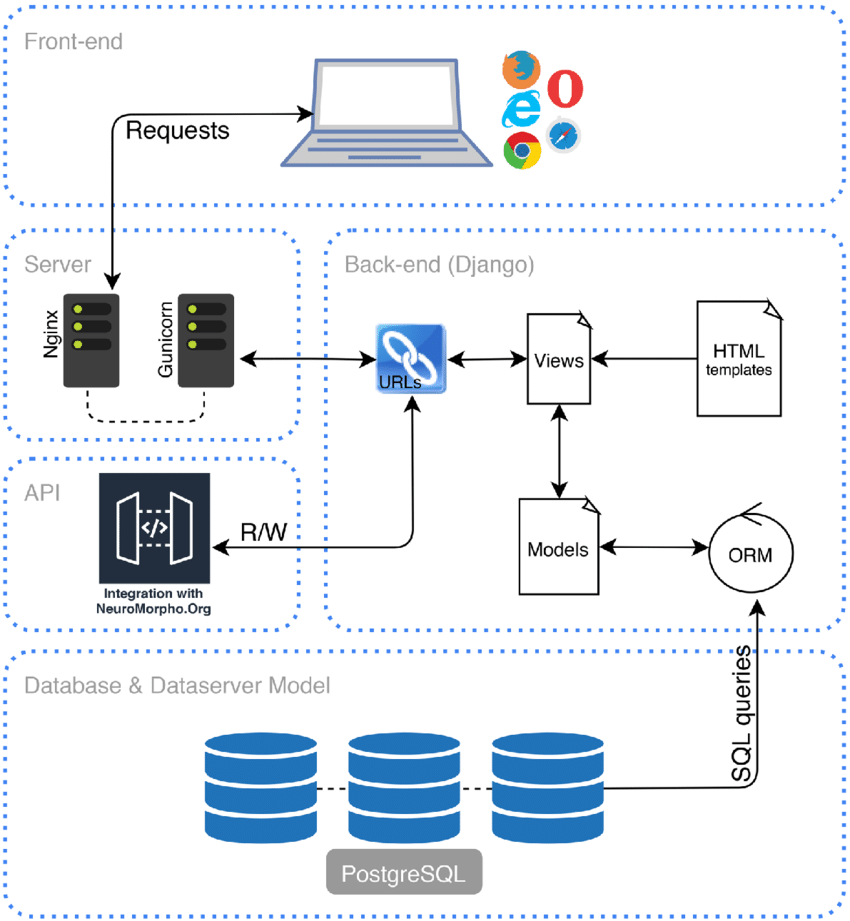 Front-end
Requests
Server
Nginx
Gunicorn
Back-end (Django)
URLs
Views
HTML
templates
API
R/W
Integration with
NeuroMorpho.Org
Models
ORM
SQL queries
Database & Dataserver Model
PostgreSQL